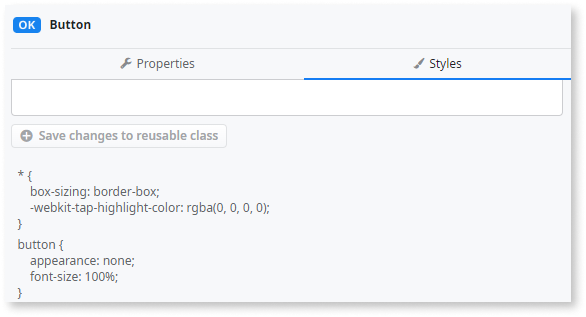 OK Button
Properties Styles
Save changes to reusable class
* {
box-sizing: border-box;
-webkit-tap-highlight-color: rgba(0, 0, 0, 0);
}
button {
appearance: none;
font-size: 100%;
}